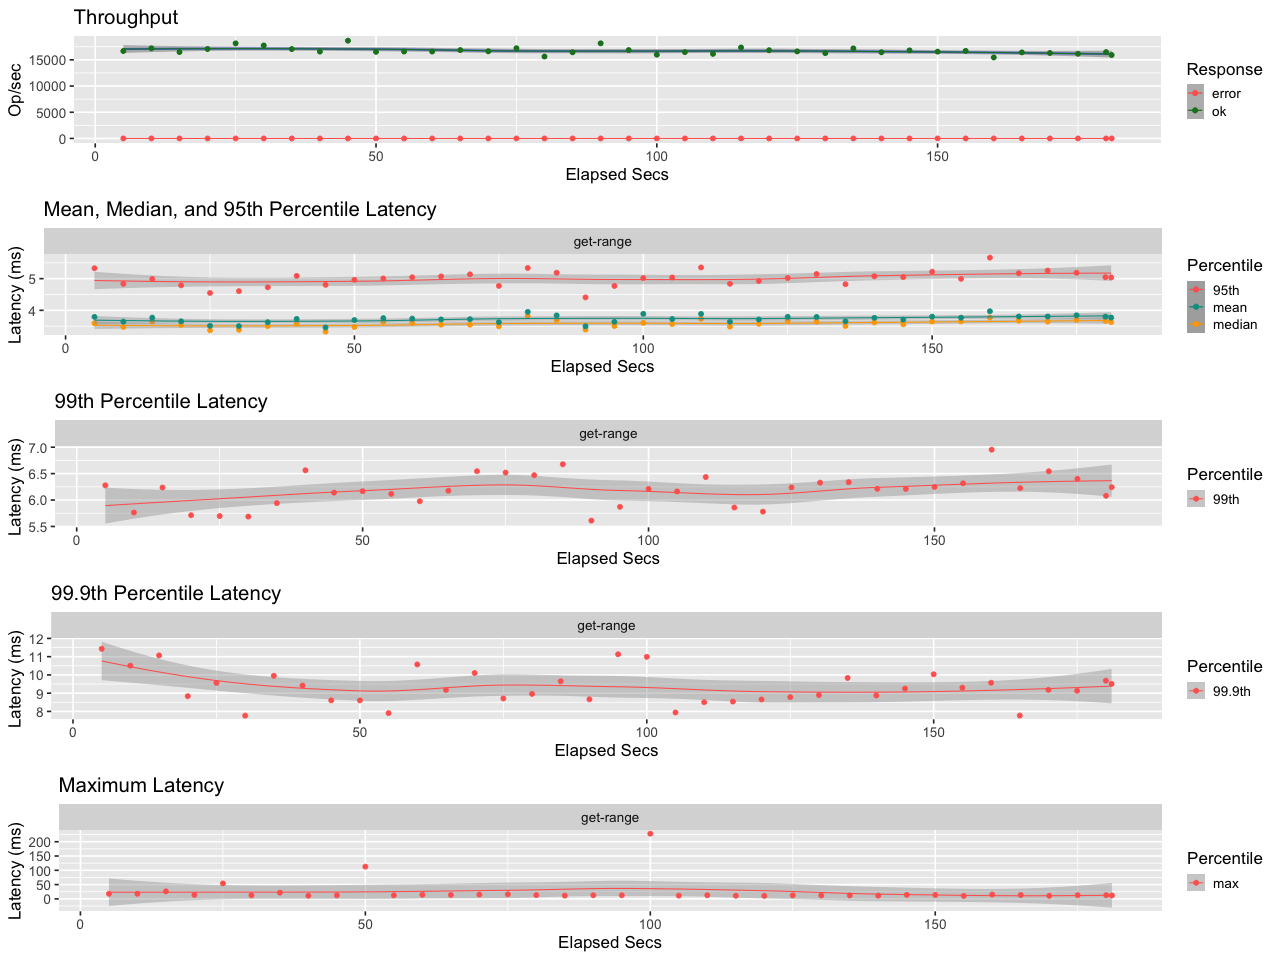 Throughput
Op/sec
15000
10000
5000
0
0 50 100 150
Elapsed Secs
Response
error
ok
Mean, Median, and 95th Percentile Latency
get-range
Latency (ms)
5
4
0 50 100 150
Elapsed Secs
Percentile
95th
mean
median
99th Percentile Latency
get-range
Latency (ms)
7.0
6.5
6.0
5.5
0 50 100 150
Elapsed Secs
Percentile
99th
99.9th Percentile Latency
get-range
Latency (ms)
12
11
10
9
8
0 50 100 150
Elapsed Secs
Percentile
99.9th
Maximum Latency
get-range
Latency (ms)
200
150
100
50
0
0 50 100 150
Elapsed Secs
Percentile
max